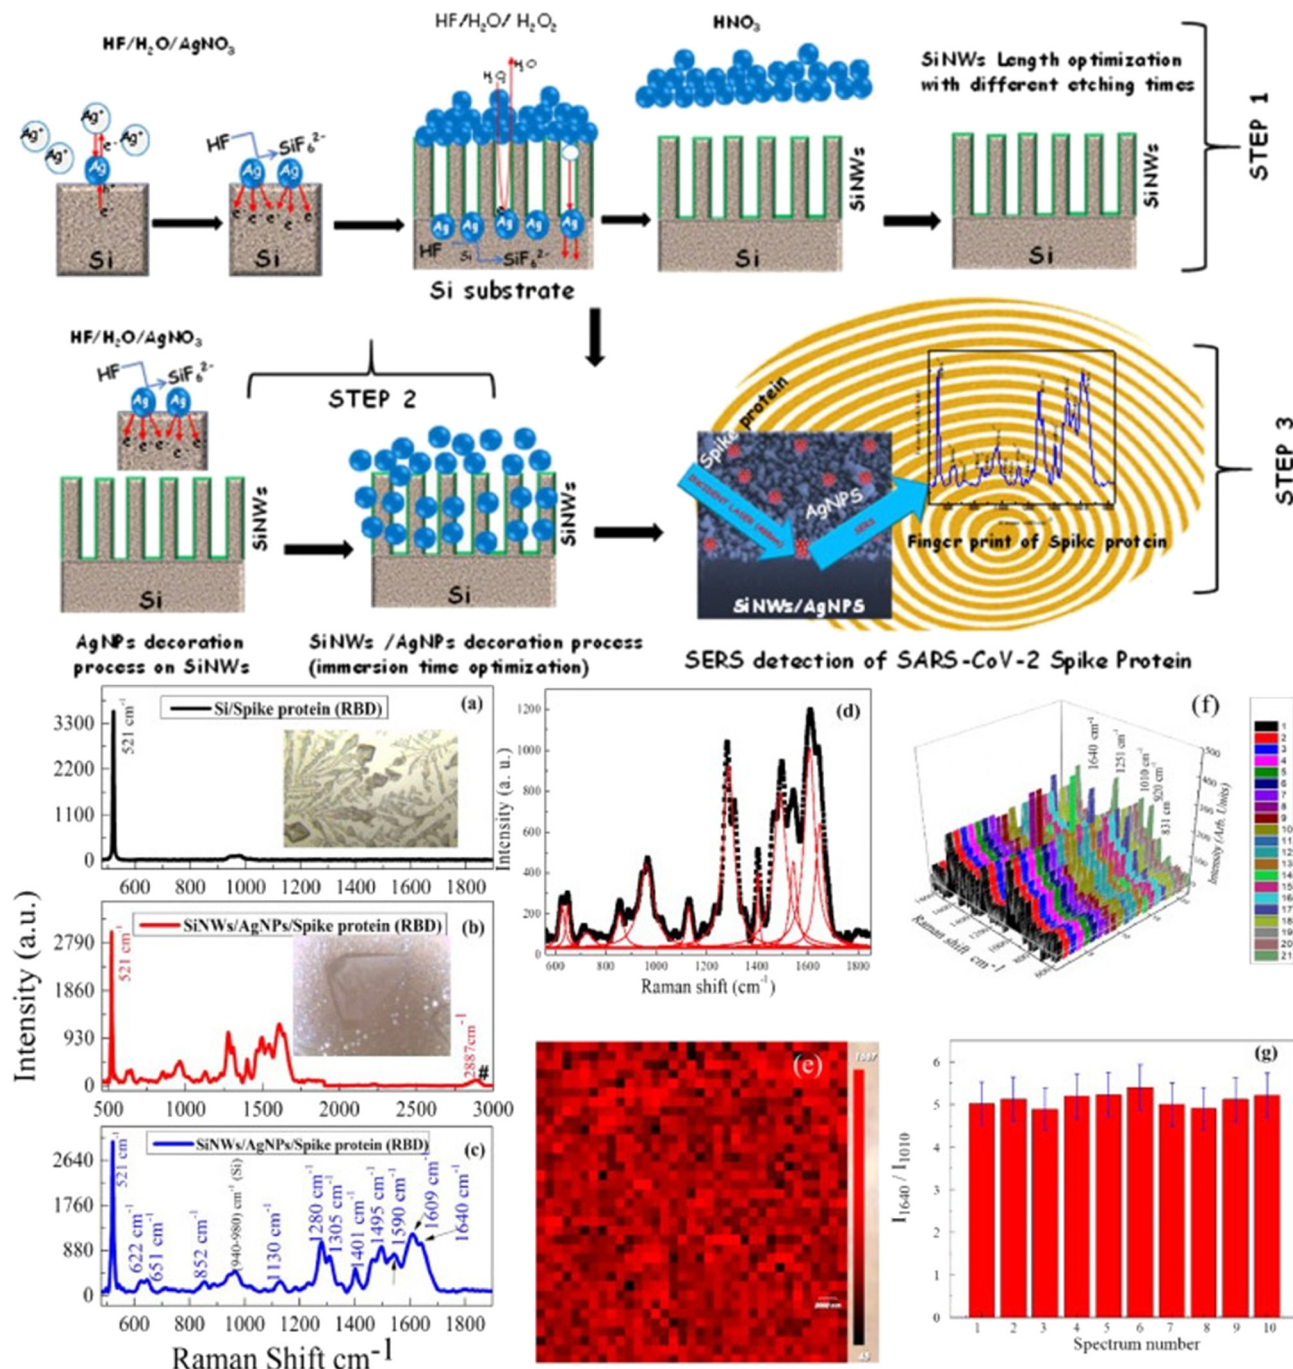 HF/H₂O/AgNO₃
HF/H₂O/ H₂O₂
HNO₃
SiNWs Length optimization
with different etching times
STEP 1
Ag⁺
Ag⁺
Ag⁺
Ag⁺
e⁻
Ag
h⁺
e⁻
Si
HF
SiF₆²⁻
Ag
Ag
Si
H₂O
Ag
Ag
Ag
Ag
Ag
HF
Si
SiF₆²⁻
Si substrate
SiNWs
Si
SiNWs
Si
HF/H₂O/AgNO₃
HF
SiF₆²⁻
Ag
Ag
STEP 2
SiNWs
Si
SiNWs
Si
AgNPs decoration
process on SiNWs
SiNWs /AgNPs decoration process
(immersion time optimization)
Spike protein
AgNPS
SERS
SiNWs/AgNPS
Finger print of Spike protein
STEP 3
SERS detection of SARS-CoV-2 Spike Protein
(a)
Si/Spike protein (RBD)
521 cm⁻¹
3300
2200
1100
0
600 800 1000 1200 1400 1600 1800
(b)
SiNWs/AgNPs/Spike protein (RBD)
521 cm⁻¹
2887cm⁻¹
#
2790
1860
930
0
500 1000 1500 2000 2500 3000
(c)
SiNWs/AgNPs/Spike protein (RBD)
521 cm⁻¹
622 cm⁻¹
651 cm⁻¹
852 cm⁻¹
(940-980) cm⁻¹ (Si)
1130 cm⁻¹
1280 cm⁻¹
1305 cm⁻¹
1401 cm⁻¹
1495 cm⁻¹
1590 cm⁻¹
1609 cm⁻¹
1640 cm⁻¹
2640
1760
880
0
600 800 1000 1200 1400 1600 1800
Intensity (a.u.)
Raman Shift cm⁻¹
(d)
Intensity (a. u.)
1200
1000
800
600
400
200
0
600 800 1000 1200 1400 1600 1800
Raman shift (cm⁻¹)
(e)
(f)
1640 cm⁻¹
1251 cm⁻¹
1010 cm⁻¹
920 cm⁻¹
831 cm⁻¹
Intensity (Arb. Units)
Raman shift cm⁻¹
1
2
3
4
5
6
7
8
9
10
11
12
13
14
15
16
17
18
19
20
21
(g)
I₁₆₄₀ / I₁₀₁₀
6
5
4
3
2
1
0
1 2 3 4 5 6 7 8 9 10
Spectrum number